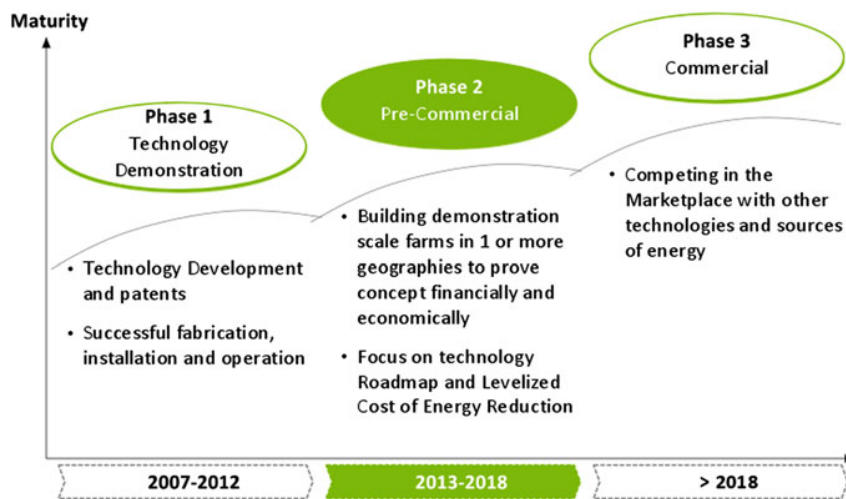 Maturity
Phase 1
Technology
Demonstration
Phase 2
Pre-Commercial
Phase 3
Commercial
• Technology Development
and patents
• Successful fabrication,
installation and operation
• Building demonstration
scale farms in 1 or more
geographies to prove
concept financially and
economically
• Focus on technology
Roadmap and Levelized
Cost of Energy Reduction
• Competing in the
Marketplace with other
technologies and sources
of energy
2007-2012
2013-2018
> 2018